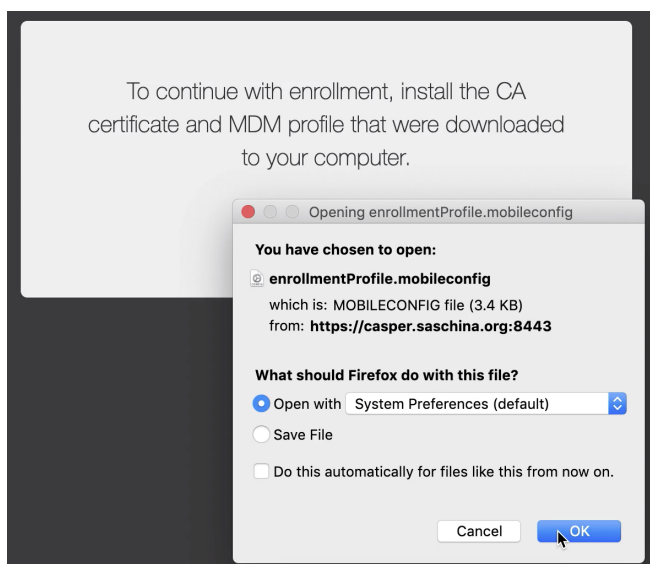 To continue with enrollment, install the CA
certificate and MDM profile that were downloaded
to your computer.
Opening enrollmentProfile.mobileconfig
You have chosen to open:
enrollmentProfile.mobileconfig
which is: MOBILECONFIG file (3.4 KB)
from: https://casper.saschina.org:8443
What should Firefox do with this file?
Open with System Preferences (default)
Save File
Do this automatically for files like this from now on.
Cancel OK